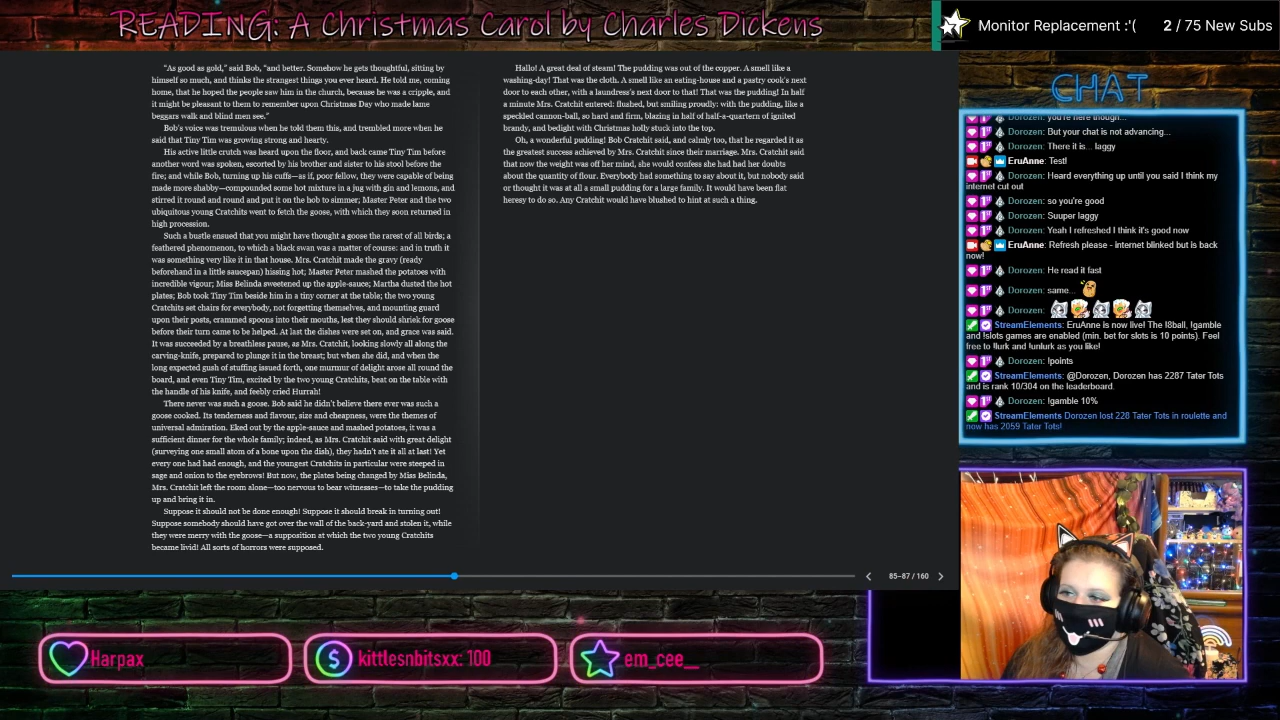 READING: A Christmas Carol by Charles Dickens
Monitor Replacement :'( 2 / 75 New Subs
“As good as gold,” said Bob, “and better. Somehow he gets thoughtful, sitting by
himself so much, and thinks the strangest things you ever heard. He told me, coming
home, that he hoped the people saw him in the church, because he was a cripple, and
it might be pleasant to them to remember upon Christmas Day who made lame
beggars walk and blind men see.”
Bob's voice was tremulous when he told them this, and trembled more when he
said that Tiny Tim was growing strong and hearty.
His active little crutch was heard upon the floor, and back came Tiny Tim before
another word was spoken, escorted by his brother and sister to his stool before the
fire; and while Bob, turning up his cuffs—as if, poor fellow, they were capable of being
made more shabby—compounded some hot mixture in a jug with gin and lemons, and
stirred it round and round and put it on the hob to simmer; Master Peter and the two
ubiquitous young Cratchits went to fetch the goose, with which they soon returned in
high procession.
Such a bustle ensued that you might have thought a goose the rarest of all birds; a
feathered phenomenon, to which a black swan was a matter of course: and in truth it
was something very like it in that house. Mrs. Cratchit made the gravy (ready
beforehand in a little saucepan) hissing hot; Master Peter mashed the potatoes with
incredible vigour; Miss Belinda sweetened up the apple-sauce; Martha dusted the hot
plates; Bob took Tiny Tim beside him in a tiny corner at the table; the two young
Cratchits set chairs for everybody, not forgetting themselves, and mounting guard
upon their posts, crammed spoons into their mouths, lest they should shriek for goose
before their turn came to be helped. At last the dishes were set on, and grace was said.
It was succeeded by a breathless pause, as Mrs. Cratchit, looking slowly all along the
carving-knife, prepared to plunge it in the breast; but when she did, and when the
long expected gush of stuffing issued forth, one murmur of delight arose all round the
board, and even Tiny Tim, excited by the two young Cratchits, beat on the table with
the handle of his knife, and feebly cried Hurrah!
There never was such a goose. Bob said he didn't believe there ever was such a
goose cooked. Its tenderness and flavour, size and cheapness, were the themes of
universal admiration. Eked out by the apple-sauce and mashed potatoes, it was a
sufficient dinner for the whole family; indeed, as Mrs. Cratchit said with great delight
(surveying one small atom of a bone upon the dish), they hadn't ate it all at last! Yet
every one had had enough, and the youngest Cratchits in particular were steeped in
sage and onion to the eyebrows! But now, the plates being changed by Miss Belinda,
Mrs. Cratchit left the room alone—too nervous to bear witnesses—to take the pudding
up and bring it in.
Suppose it should not be done enough! Suppose it should break in turning out!
Suppose somebody should have got over the wall of the back-yard and stolen it, while
they were merry with the goose—a supposition at which the two young Cratchits
became livid! All sorts of horrors were supposed.
Hallo! A great deal of steam! The pudding was out of the copper. A smell like a
washing-day! That was the cloth. A smell like an eating-house and a pastry cook's next
door to each other, with a laundress's next door to that! That was the pudding! In half
a minute Mrs. Cratchit entered: flushed, but smiling proudly: with the pudding, like a
speckled cannon-ball, so hard and firm, blazing in half of half-a-quartern of ignited
brandy, and bedight with Christmas holly stuck into the top.
Oh, a wonderful pudding! Bob Cratchit said, and calmly too, that he regarded it as
the greatest success achieved by Mrs. Cratchit since their marriage. Mrs. Cratchit said
that now the weight was off her mind, she would confess she had had her doubts
about the quantity of flour. Everybody had something to say about it, but nobody said
or thought it was at all a small pudding for a large family. It would have been flat
heresy to do so. Any Cratchit would have blushed to hint at such a thing.
85–87 / 160
CHAT
Dorozen: you're here though...
Dorozen: But your chat is not advancing...
Dorozen: There it is... laggy
EruAnne: Test!
Dorozen: Heard everything up until you said I think my
internet cut out
Dorozen: so you're good
Dorozen: Suuper laggy
Dorozen: Yeah I refreshed I think it's good now
EruAnne: Refresh please - internet blinked but is back
now!
Dorozen: He read it fast
Dorozen: same...
Dorozen:
StreamElements: EruAnne is now live! The !8ball, !gamble
and !slots games are enabled (min. bet for slots is 10 points). Feel
free to !lurk and !unlurk as you like!
Dorozen: !points
StreamElements: @Dorozen, Dorozen has 2287 Tater Tots
and is rank 10/304 on the leaderboard.
Dorozen: !gamble 10%
StreamElements Dorozen lost 228 Tater Tots in roulette and
now has 2059 Tater Tots!
Harpax
kittlesnbitsxx: 100
em_cee__